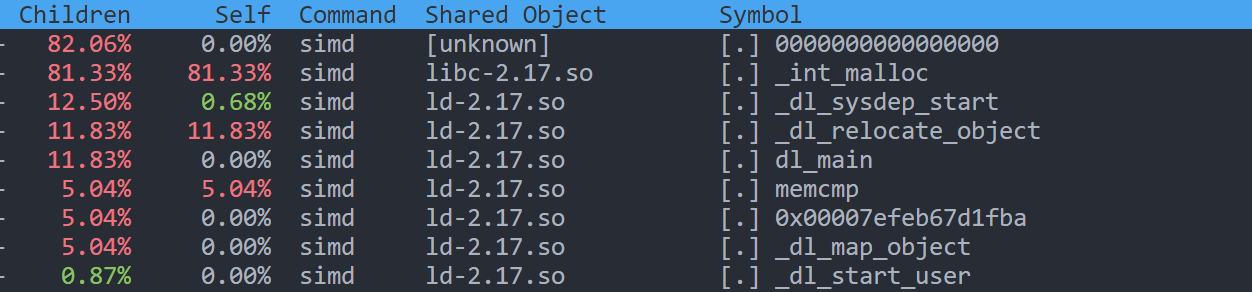 Children Self Command Shared Object Symbol
- 82.06% 0.00% simd [unknown] [.] 0000000000000000
- 81.33% 81.33% simd libc-2.17.so [.] _int_malloc
- 12.50% 0.68% simd ld-2.17.so [.] _dl_sysdep_start
- 11.83% 11.83% simd ld-2.17.so [.] _dl_relocate_object
- 11.83% 0.00% simd ld-2.17.so [.] dl_main
- 5.04% 5.04% simd ld-2.17.so [.] memcmp
- 5.04% 0.00% simd ld-2.17.so [.] 0x00007efeb67d1fba
- 5.04% 0.00% simd ld-2.17.so [.] _dl_map_object
- 0.87% 0.00% simd ld-2.17.so [.] _dl_start_user